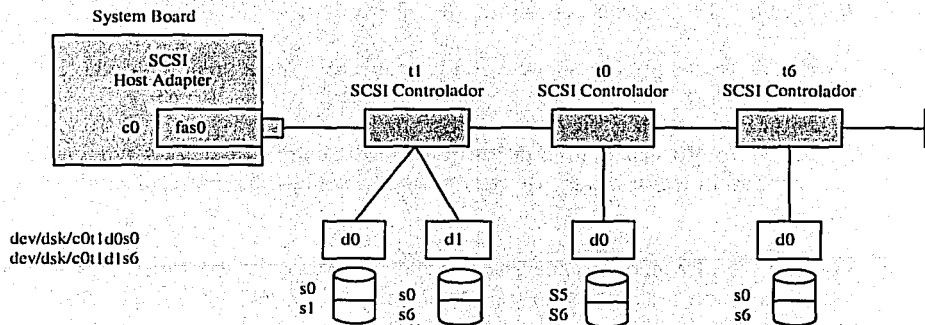 System Board
SCSI
Host Adapter
c0
fas0
t1
SCSI Controlador
t0
SCSI Controlador
t6
SCSI Controlador
d0
d1
d0
d0
dev/dsk/c0t1d0s0
dev/dsk/c0t1d1s6
s0
s1
s0
s6
S5
S6
s0
s6